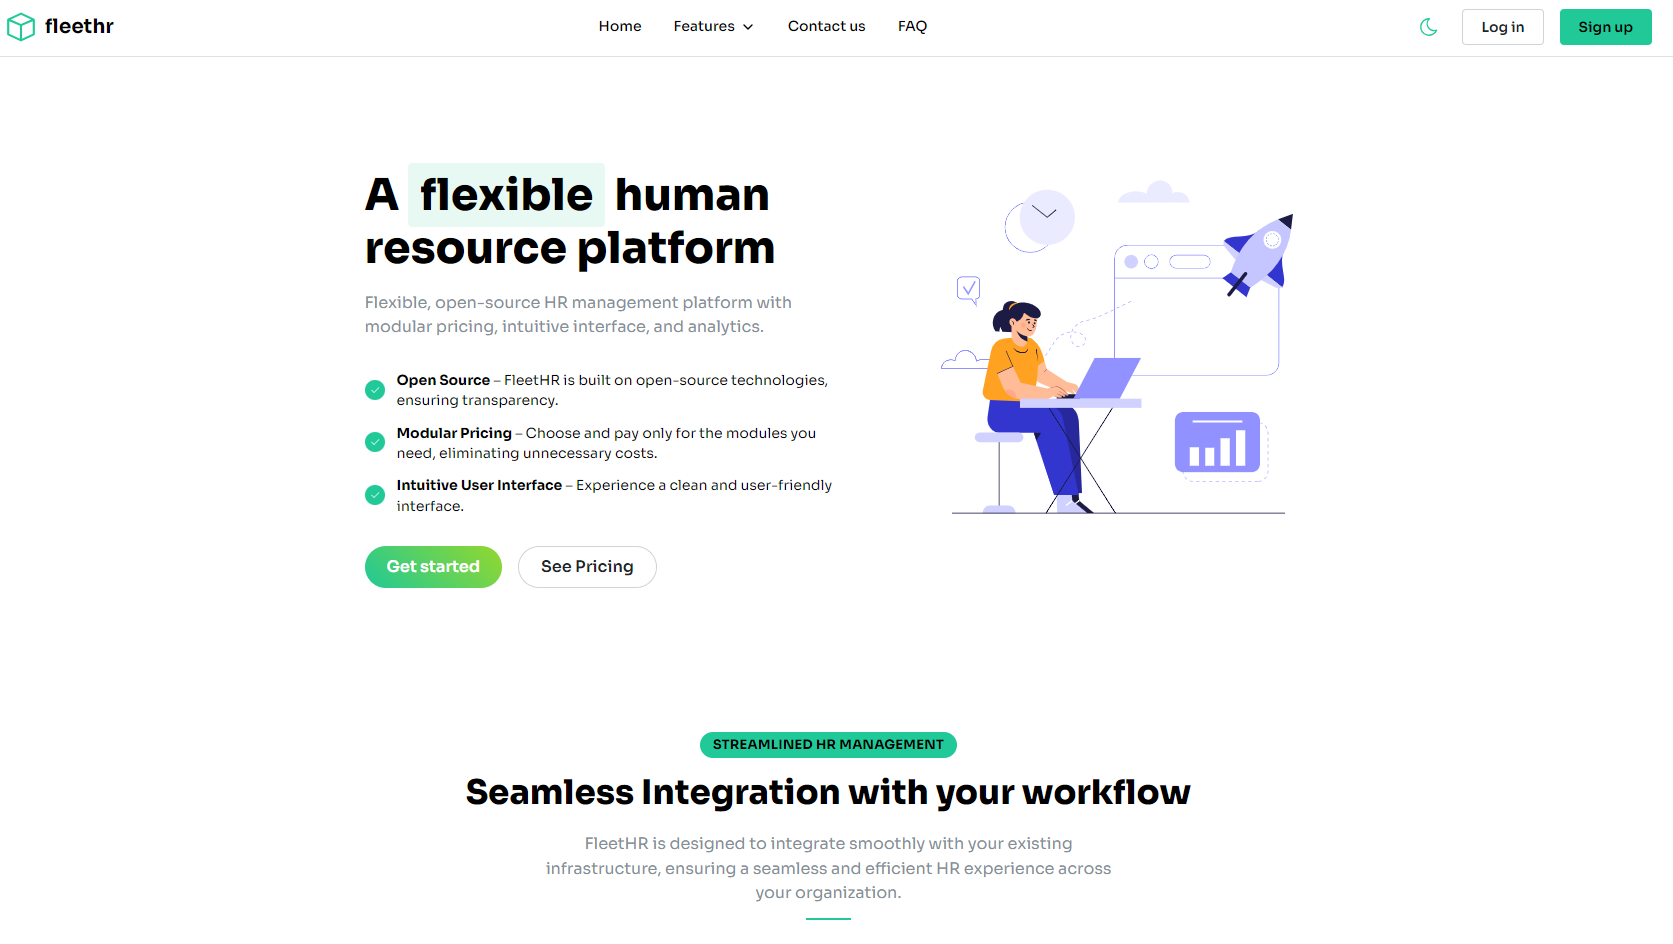 fleethr
Home
Features
Contact us
FAQ
Log in
Sign up
A flexible human
resource platform
Flexible, open-source HR management platform with
modular pricing, intuitive interface, and analytics.
Open Source – FleetHR is built on open-source technologies,
ensuring transparency.
Modular Pricing – Choose and pay only for the modules you
need, eliminating unnecessary costs.
Intuitive User Interface – Experience a clean and user-friendly
interface.
Get started
See Pricing
STREAMLINED HR MANAGEMENT
Seamless Integration with your workflow
FleetHR is designed to integrate smoothly with your existing
infrastructure, ensuring a seamless and efficient HR experience across
your organization.